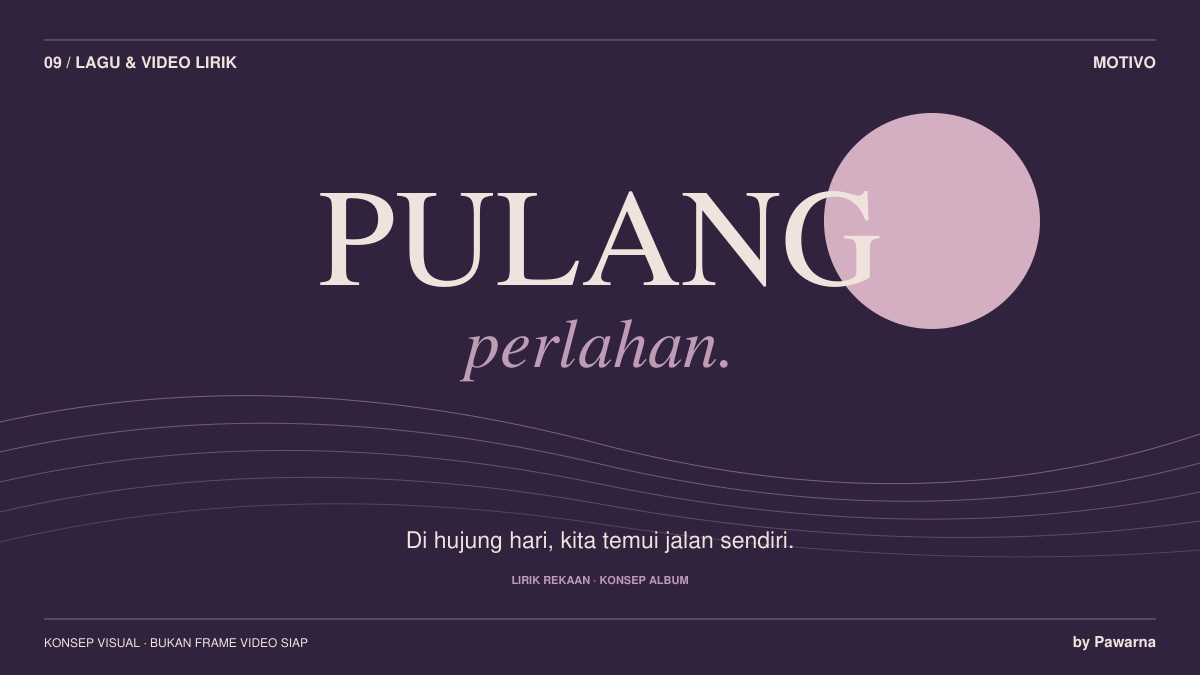 09 / LAGU & VIDEO LIRIK
MOTIVO
PULANG
perlahan.
Di hujung hari, kita temui jalan sendiri.
LIRIK REKAAN · KONSEP ALBUM
KONSEP VISUAL · BUKAN FRAME VIDEO SIAP
by Pawarna